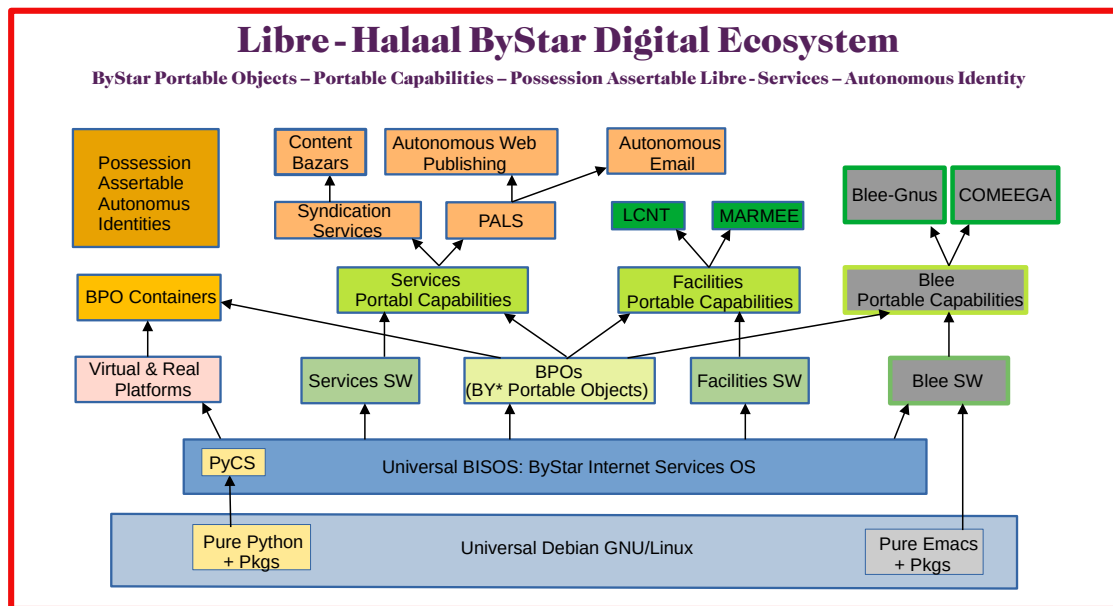 Libre-Halaal ByStar Digital Ecosystem
ByStar Portable Objects – Portable Capabilities – Possession Assertable Libre-Services – Autonomous Identity
Possession
Assertable
Autonomus
Identities
Content
Bazars
Autonomous Web
Publishing
Autonomous
Email
Syndication
Services
PALS
LCNT
MARMEE
Blee-Gnus
COMEEGA
BPO Containers
Services
Portabl Capabilities
Facilities
Portable Capabilities
Blee
Portable Capabilities
Virtual & Real
Platforms
Services SW
BPOs
(BY* Portable Objects)
Facilities SW
Blee SW
PyCS
Universal BISOS: ByStar Internet Services OS
Pure Python
+ Pkgs
Universal Debian GNU/Linux
Pure Emacs
+ Pkgs